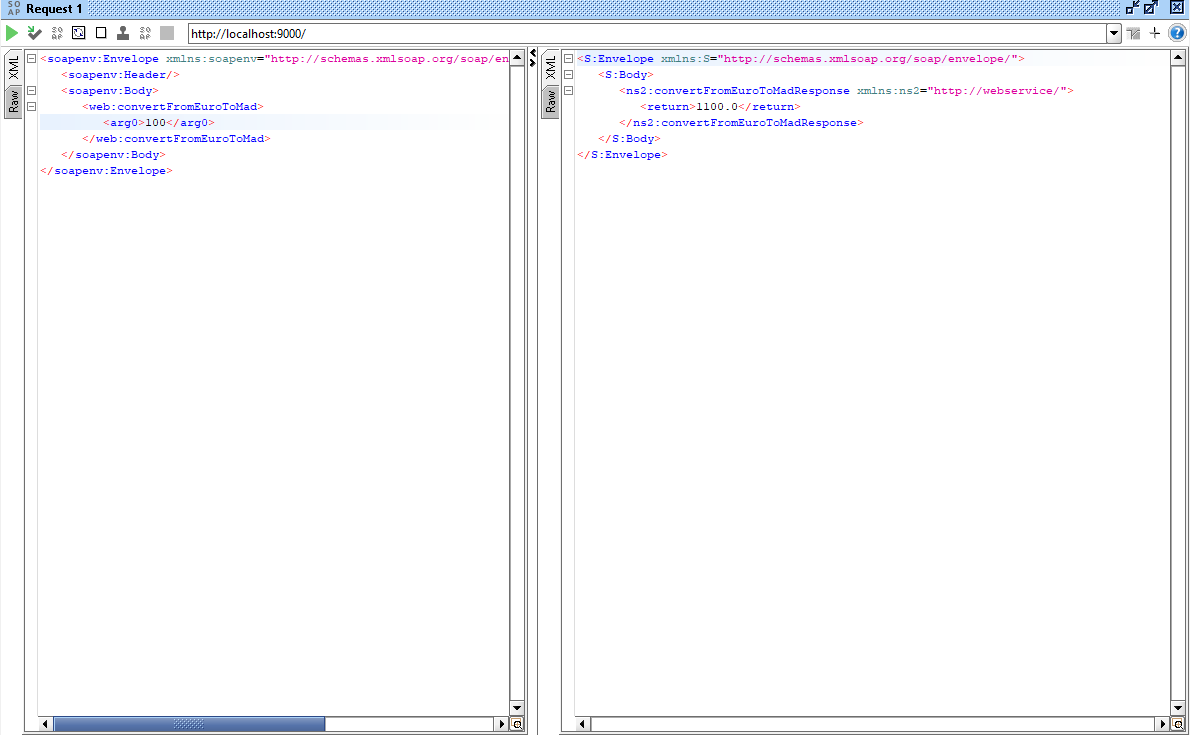 SO AP Request 1
http://localhost:9000/
XML
Raw
<soapenv:Envelope xmlns:soapenv="http://schemas.xmlsoap.org/soap/en
<soapenv:Header/>
<soapenv:Body>
<web:convertFromEuroToMad>
<arg0>100</arg0>
</web:convertFromEuroToMad>
</soapenv:Body>
</soapenv:Envelope>
XML
Raw
<S:Envelope xmlns:S="http://schemas.xmlsoap.org/soap/envelope/">
<S:Body>
<ns2:convertFromEuroToMadResponse xmlns:ns2="http://webservice/">
<return>1100.0</return>
</ns2:convertFromEuroToMadResponse>
</S:Body>
</S:Envelope>